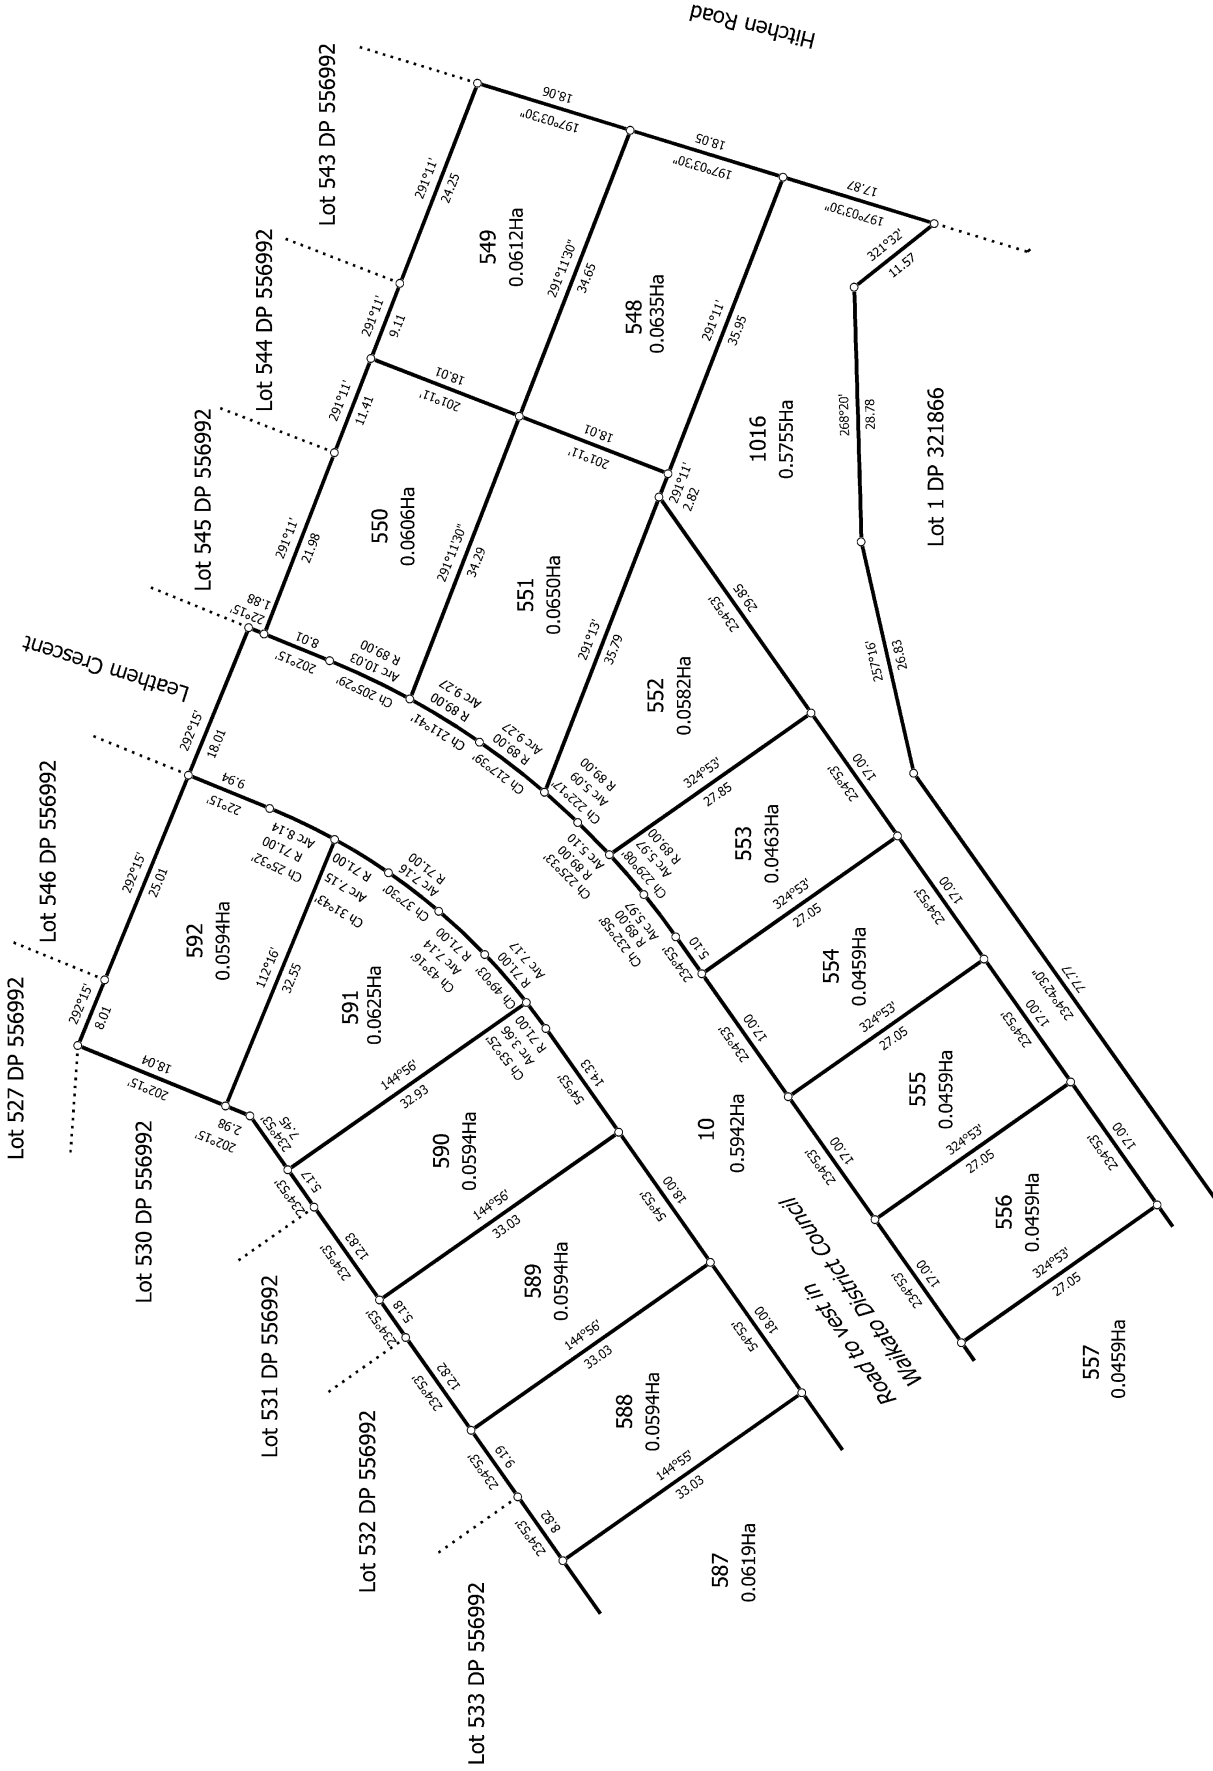 Hitchen Road
Lot 543 DP 556992
Lot 544 DP 556992
Lot 545 DP 556992
Leathem Crescent
Lot 546 DP 556992
Lot 527 DP 556992
Lot 530 DP 556992
Lot 531 DP 556992
Lot 532 DP 556992
Lot 533 DP 556992
Lot 1 DP 321866
197°03'30"
18.06
197°03'30"
18.05
197°03'30"
17.87
321°32'
11.57
268°20'
28.78
257°16'
26.83
234°42'30"
77.77
291°11'
24.25
291°11'
9.11
291°11'
11.41
291°11'
21.98
22°15'
1.88
292°15'
18.01
292°15'
25.01
292°15'
8.01
549
0.0612Ha
291°11'30"
34.65
548
0.0635Ha
291°11'
35.95
1016
0.5755Ha
201°11'
18.01
201°11'
18.01
291°11'
2.82
550
0.0606Ha
291°11'30"
34.29
551
0.0650Ha
291°13'
35.79
202°15'
8.01
Ch 205°29'
Arc 10.03
R 89.00
Ch 211°41'
R 89.00
Arc 9.27
Ch 217°39'
R 89.00
Arc 9.27
Ch 222°17'
Arc 5.09
R 89.00
Ch 225°33'
R 89.00
Arc 5.10
Ch 229°08'
Arc 5.97
R 89.00
Ch 232°58'
R 89.00
Arc 5.97
234°53'
5.10
552
0.0582Ha
234°53'
29.85
324°53'
27.85
553
0.0463Ha
234°53'
17.00
324°53'
27.05
554
0.0459Ha
234°53'
17.00
234°53'
17.00
324°53'
27.05
555
0.0459Ha
234°53'
17.00
234°53'
17.00
324°53'
27.05
556
0.0459Ha
234°53'
17.00
234°53'
17.00
324°53'
27.05
557
0.0459Ha
10
0.5942Ha
Road to vest in
Waikato District Council
592
0.0594Ha
22°15'
9.94
Ch 25°32'
R 71.00
Arc 8.14
202°15'
18.04
112°16'
32.55
591
0.0625Ha
Ch 31°43'
Arc 7.15
R 71.00
Ch 37°30'
Arc 7.16
R 71.00
Ch 43°16'
Arc 7.14
R 71.00
Ch 49°03'
R 71.00
Arc 7.17
Ch 53°25'
Arc 3.66
R 71.00
202°15'
2.98
234°53'
7.45
144°56'
32.93
590
0.0594Ha
54°53'
14.33
234°53'
5.17
234°53'
12.83
144°56'
33.03
589
0.0594Ha
54°53'
18.00
234°53'
5.18
234°53'
12.82
144°56'
33.03
588
0.0594Ha
54°53'
18.00
234°53'
9.19
234°53'
8.82
144°55'
33.03
587
0.0619Ha